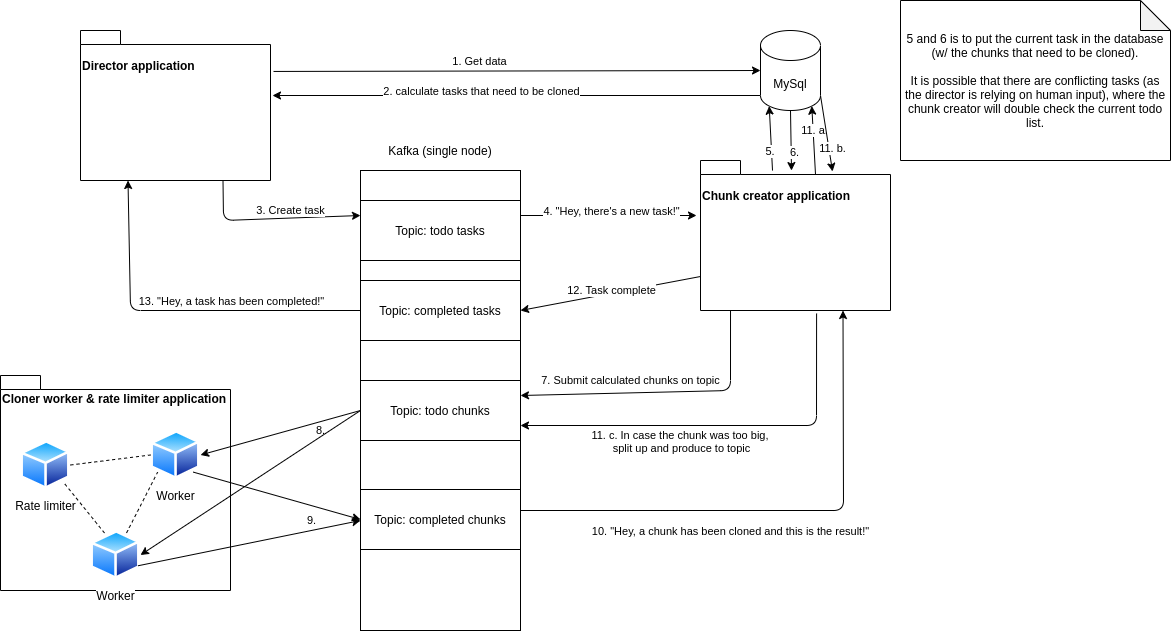 5 and 6 is to put the current task in the database
(w/ the chunks that need to be cloned).
It is possible that there are conflicting tasks (as
the director is relying on human input), where the
chunk creator will double check the current todo
list.
Director application
1. Get data
2. calculate tasks that need to be cloned
MySql
11. a.
5.
6.
11. b.
Kafka (single node)
Chunk creator application
3. Create task
Topic: todo tasks
4. "Hey, there's a new task!"
12. Task complete
13. "Hey, a task has been completed!"
Topic: completed tasks
7. Submit calculated chunks on topic
Cloner worker & rate limiter application
Topic: todo chunks
8.
11. c. In case the chunk was too big,
split up and produce to topic
Worker
Rate limiter
9.
Topic: completed chunks
10. "Hey, a chunk has been cloned and this is the result!"
Worker